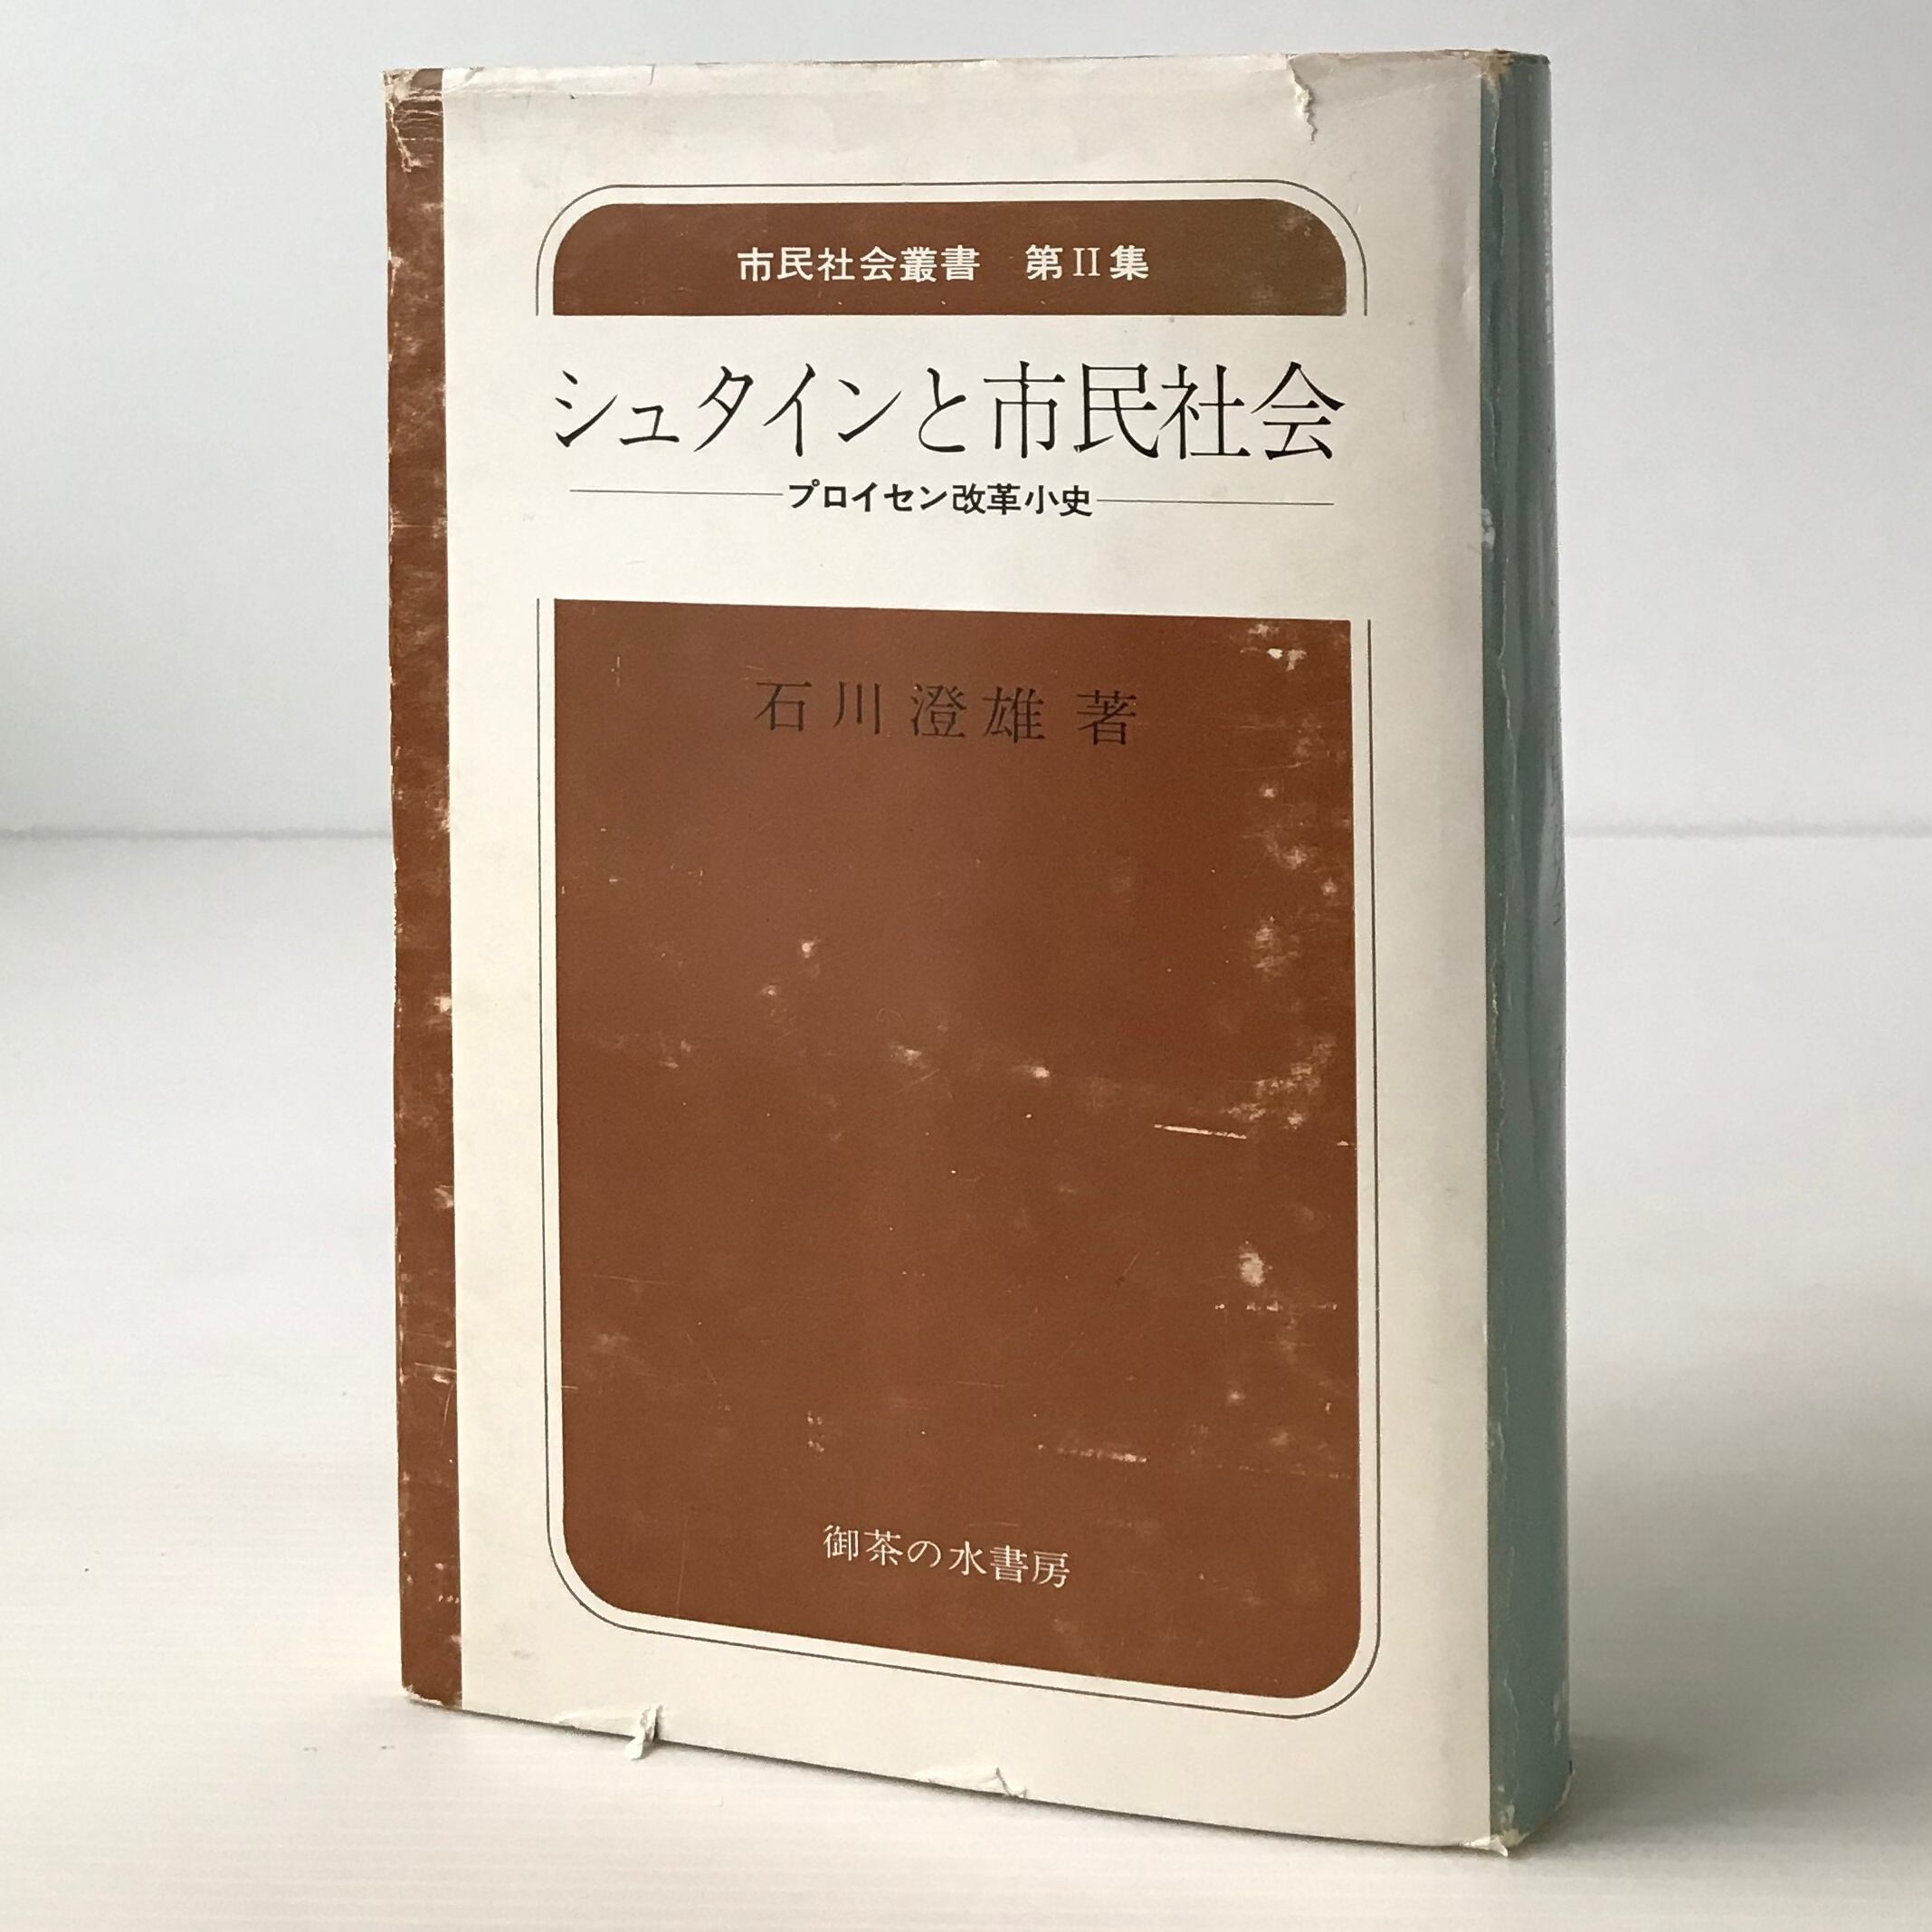 市民社会叢書　第II集
シュタインと市民社会
プロイセン改革小史
石川澄雄 著
御茶の水書房